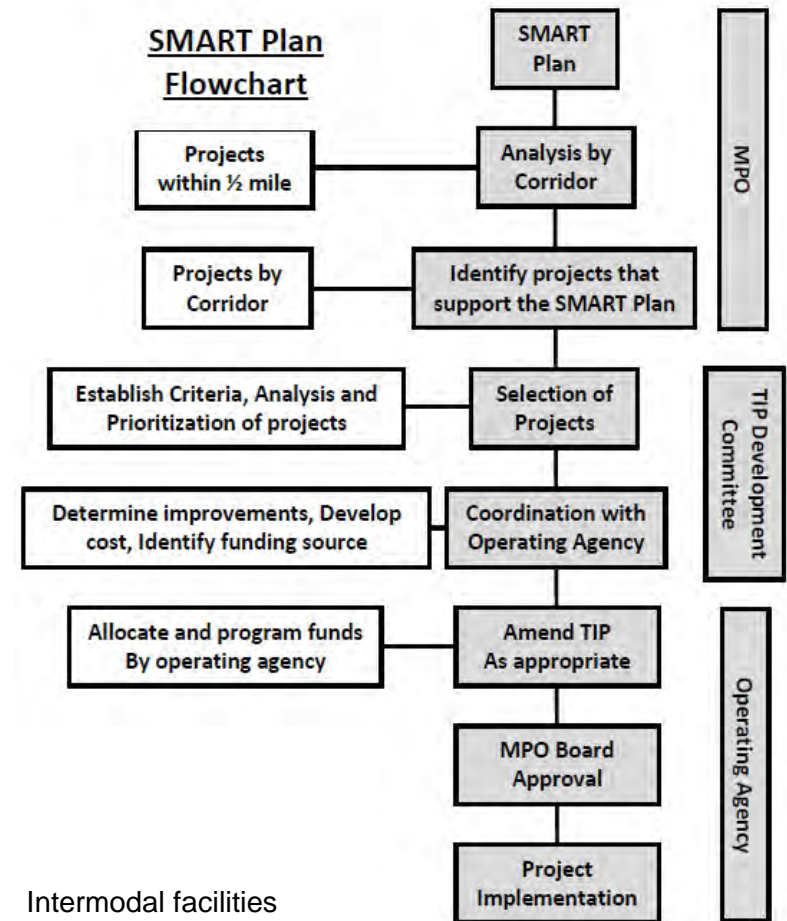 SMART Plan
Flowchart
SMART
Plan
Projects
within ½ mile
Analysis by
Corridor
MPO
Projects by
Corridor
Identify projects that
support the SMART Plan
Establish Criteria, Analysis and
Prioritization of projects
Selection of
Projects
TIP Development
Committee
Determine improvements, Develop
cost, Identify funding source
Coordination with
Operating Agency
Allocate and program funds
By operating agency
Amend TIP
As appropriate
Operating Agency
MPO Board
Approval
Project
Implementation
Intermodal facilities